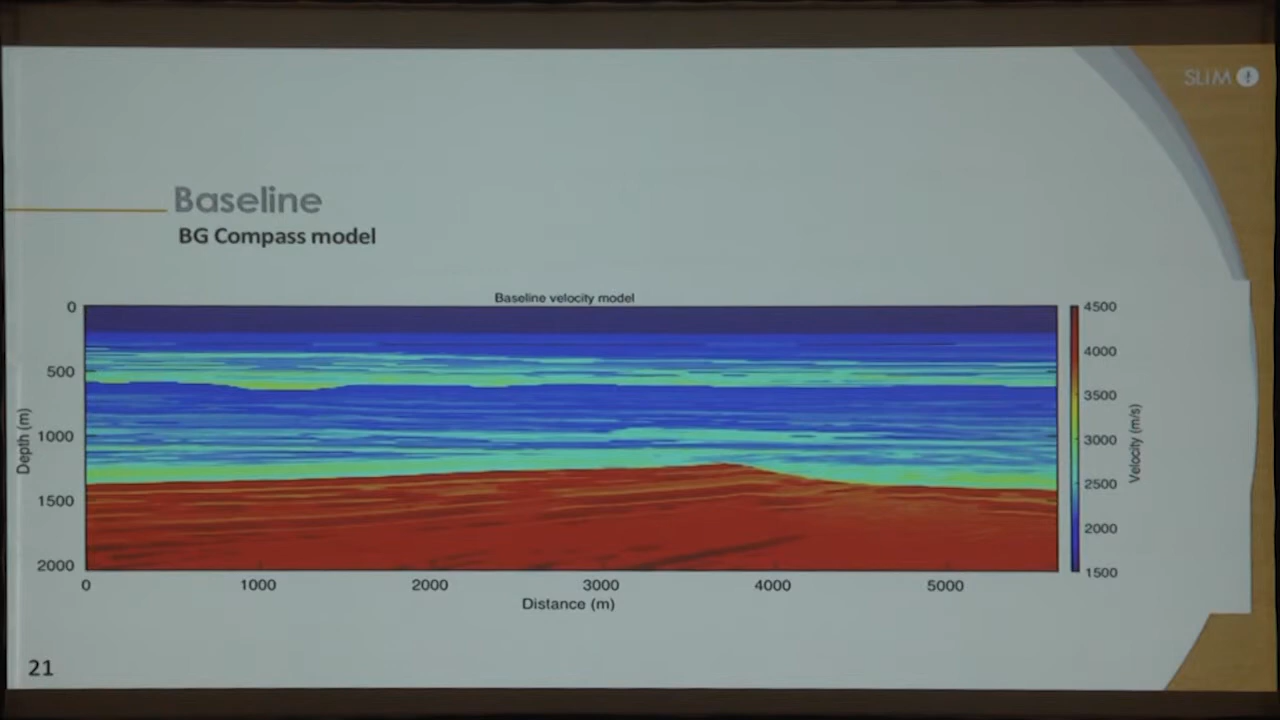 SLIM
Baseline
BG Compass model
Baseline velocity model
0
500
1000
1500
2000
Depth (m)
0
1000
2000
3000
4000
5000
Distance (m)
4500
4000
3500
3000
2500
2000
1500
Velocity (m/s)
21